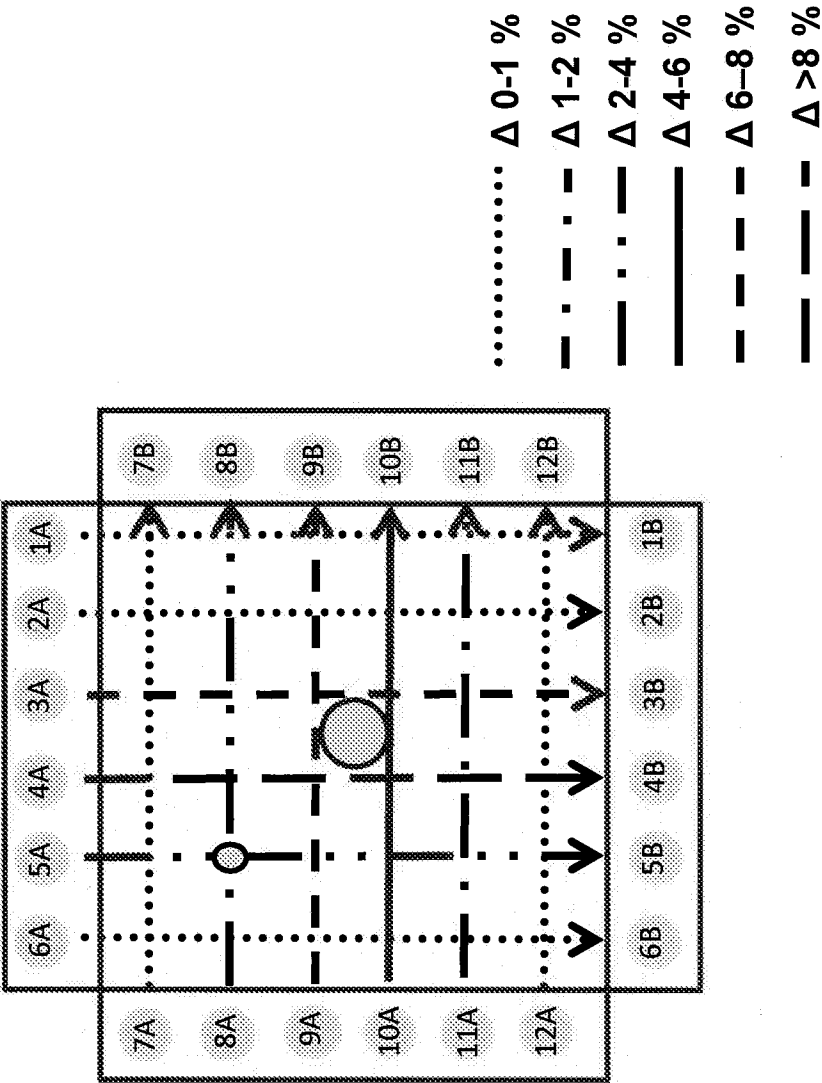 6A 5A 4A 3A 2A 1A
7A 7B
8A 8B
9A 9B
10A 10B
11A 11B
12A 12B
6B 5B 4B 3B 2B 1B
Δ 0-1 %
Δ 1-2 %
Δ 2-4 %
Δ 4-6 %
Δ 6–8 %
Δ >8 %